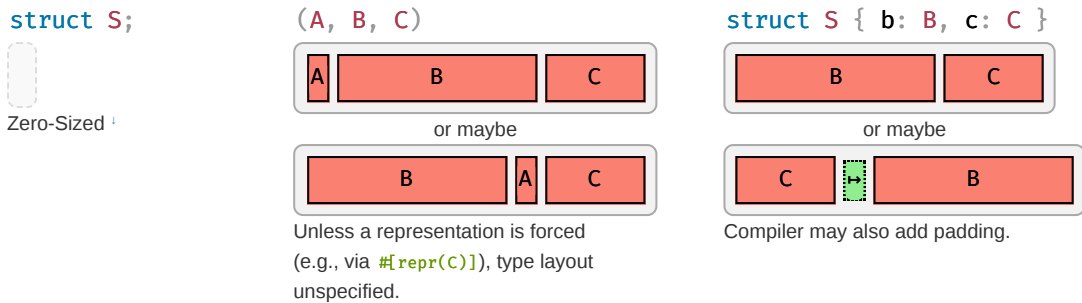 struct S;
Zero-Sized ↓
(A, B, C)
A B C
or maybe
B A C
Unless a representation is forced
(e.g., via #[repr(C)]), type layout
unspecified.
struct S { b: B, c: C }
B C
or maybe
C ↦ B
Compiler may also add padding.